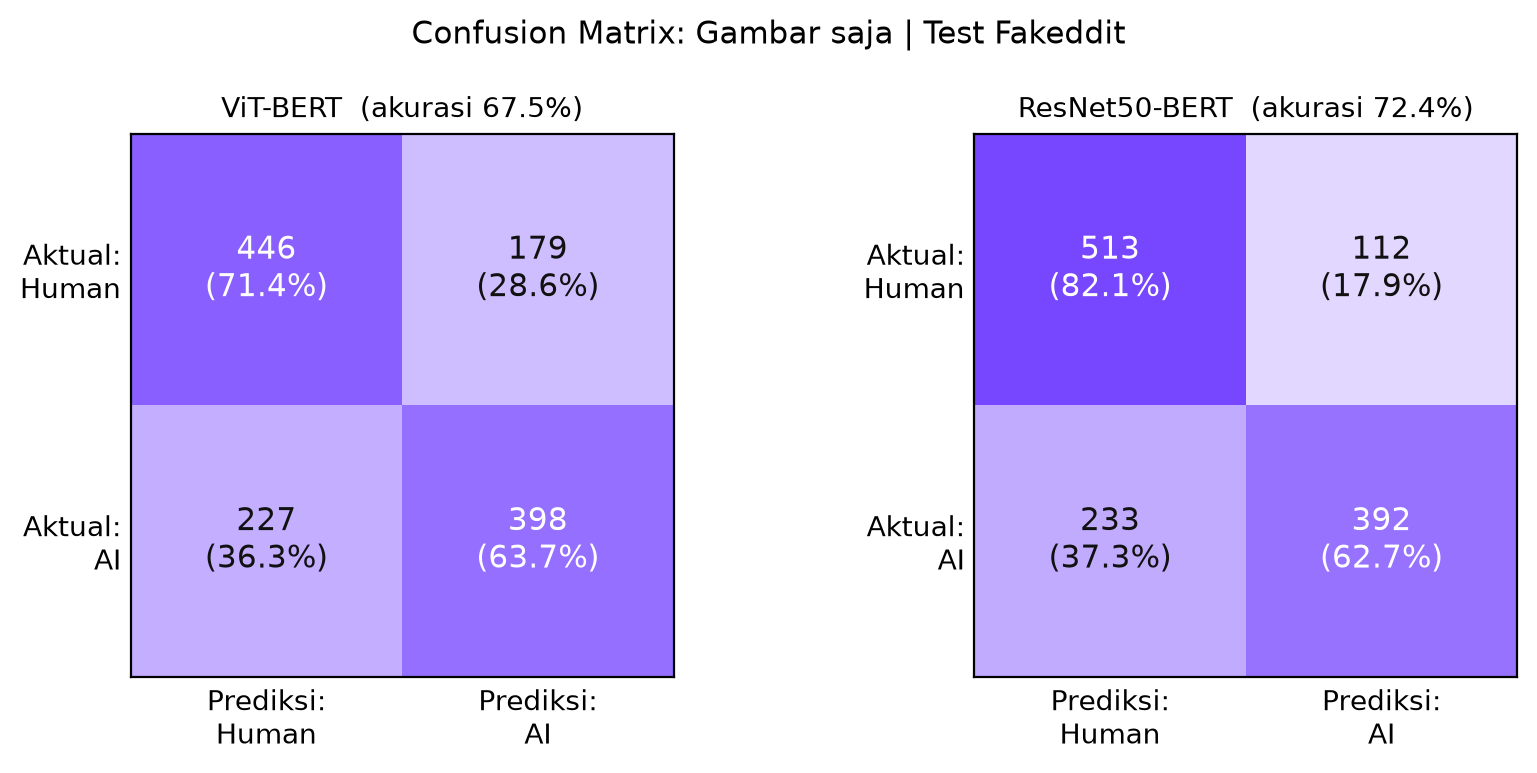 Confusion Matrix: Gambar saja | Test Fakeddit
ViT-BERT  (akurasi 67.5%)
Aktual:
Human
446
(71.4%)
179
(28.6%)
Aktual:
AI
227
(36.3%)
398
(63.7%)
Prediksi:
Human
Prediksi:
AI
ResNet50-BERT  (akurasi 72.4%)
Aktual:
Human
513
(82.1%)
112
(17.9%)
Aktual:
AI
233
(37.3%)
392
(62.7%)
Prediksi:
Human
Prediksi:
AI